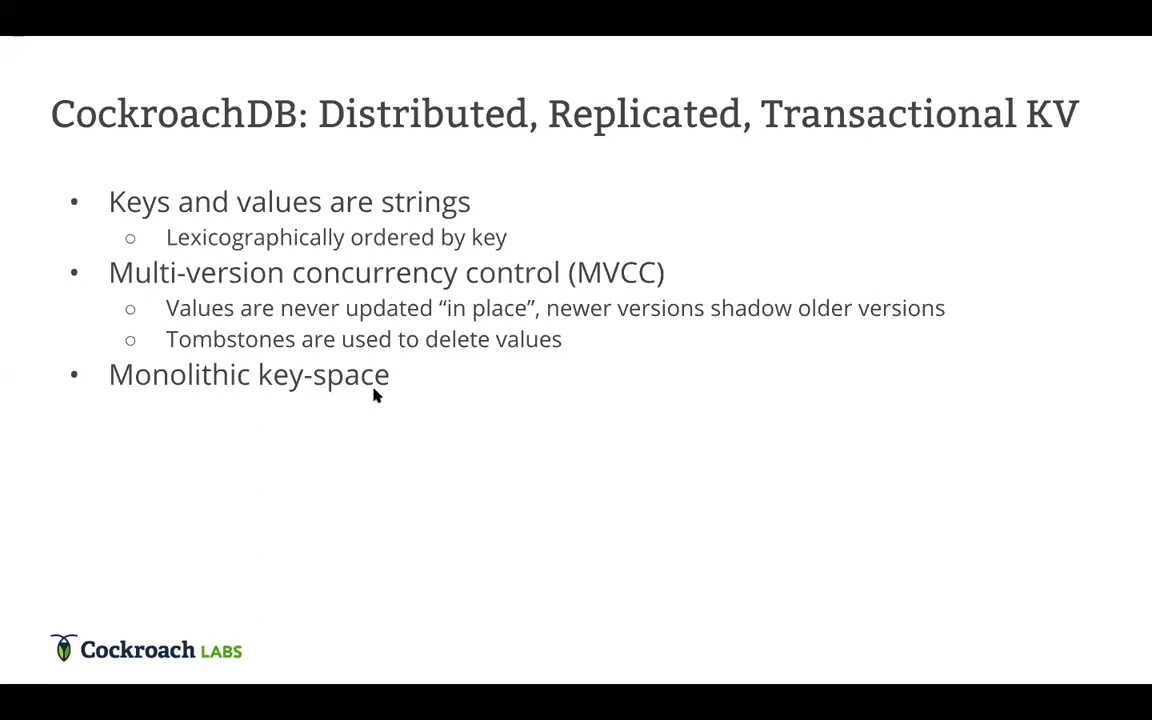 CockroachDB: Distributed, Replicated, Transactional KV
• Keys and values are strings
○ Lexicographically ordered by key
• Multi-version concurrency control (MVCC)
○ Values are never updated “in place”, newer versions shadow older versions
○ Tombstones are used to delete values
• Monolithic key-space
Cockroach LABS